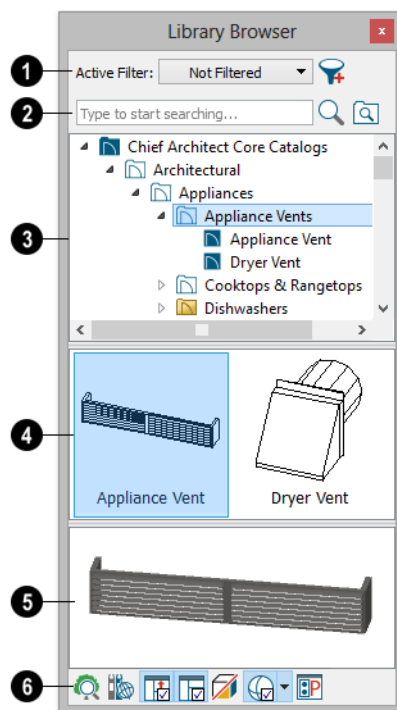 Library Browser
x
1 Active Filter: Not Filtered
2 Type to start searching...
Chief Architect Core Catalogs
Architectural
Appliances
Appliance Vents
3 Appliance Vent
Dryer Vent
Cooktops & Rangetops
Dishwashers
4
Appliance Vent Dryer Vent
5
6 P